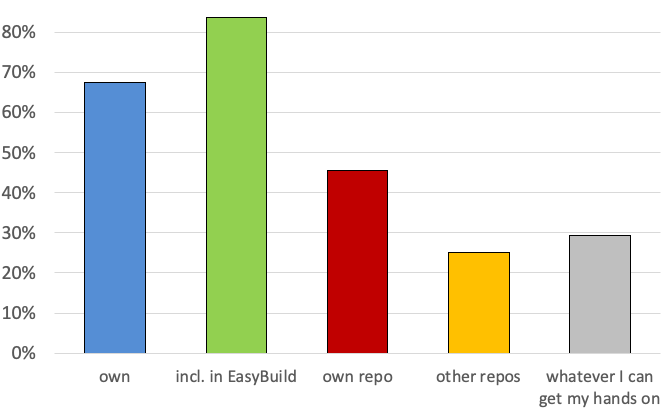 80%
70%
60%
50%
40%
30%
20%
10%
0%
own
incl. in EasyBuild
own repo
other repos
whatever I can
get my hands on